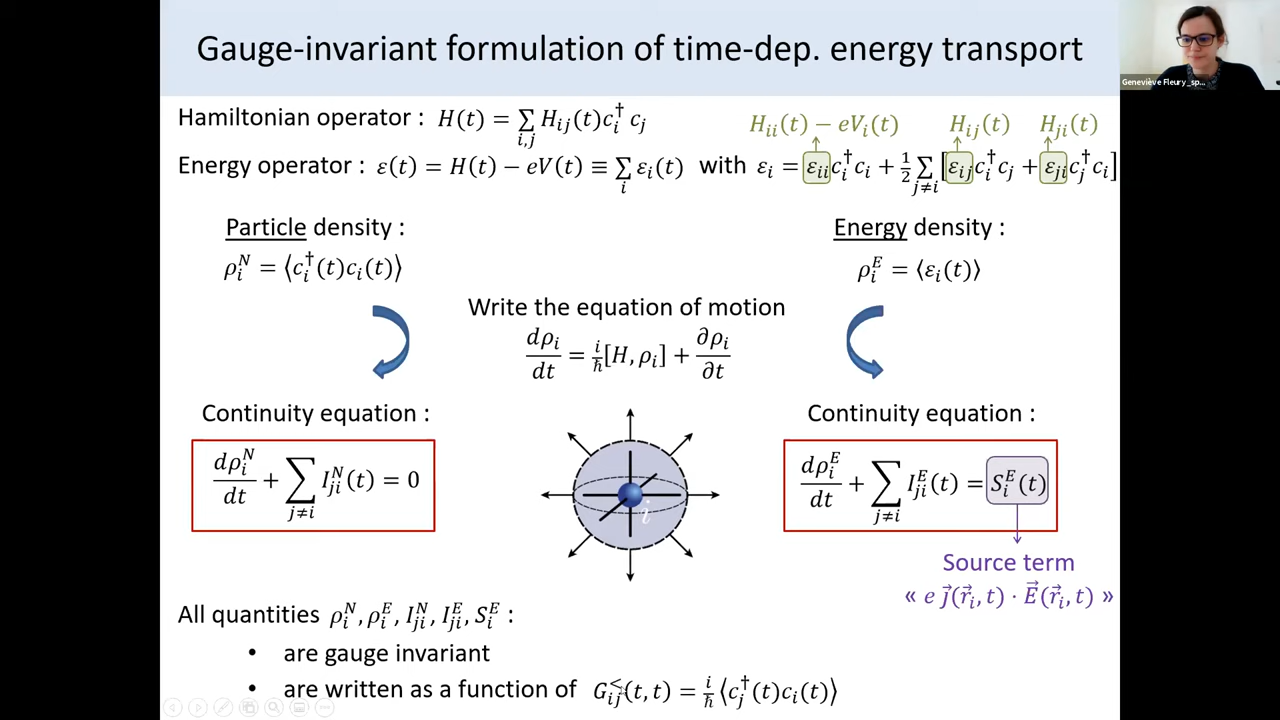 Gauge-invariant formulation of time-dep. energy transport
Geneviève Fleury_sp...
Hamiltonian operator : H(t) = ∑_{i,j} H_{ij}(t)c_i^† c_j
H_{ii}(t) − eV_i(t) H_{ij}(t) H_{ji}(t)
Energy operator : ε(t) = H(t) − eV(t) ≡ ∑_i ε_i(t) with ε_i = ε_{ii}c_i^†c_i + 1/2 ∑_{j≠i}[ε_{ij}c_i^†c_j + ε_{ji}c_j^†c_i]
Particle density :
ρ_i^N = ⟨c_i^†(t)c_i(t)⟩
Energy density :
ρ_i^E = ⟨ε_i(t)⟩
Write the equation of motion
dρ_i/dt = i/ħ[H, ρ_i] + ∂ρ_i/∂t
Continuity equation :
dρ_i^N/dt + ∑_{j≠i} I_{ji}^N(t) = 0
i
Continuity equation :
dρ_i^E/dt + ∑_{j≠i} I_{ji}^E(t) = S_i^E(t)
Source term
« e j⃗(r⃗_i, t) · E⃗(r⃗_i, t) »
All quantities ρ_i^N, ρ_i^E, I_{ji}^N, I_{ji}^E, S_i^E :
• are gauge invariant
• are written as a function of G_{ij}^<(t, t) = i/ħ ⟨c_j^†(t)c_i(t)⟩